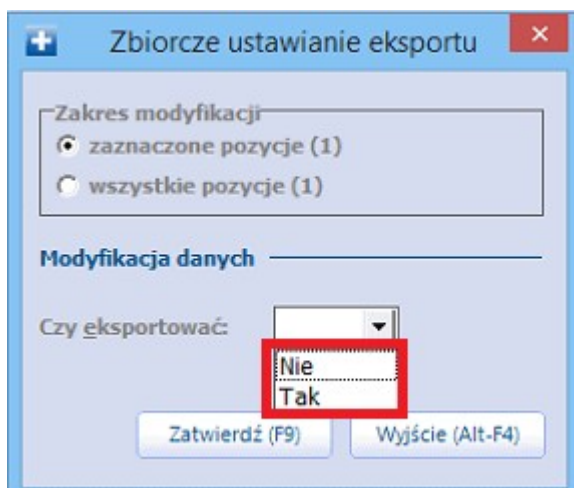 Zbiorcze ustawianie eksportu
Zakres modyfikacji
zaznaczone pozycje (1)
wszystkie pozycje (1)
Modyfikacja danych
Czy eksportować:
Nie
Tak
Zatwierdź (F9) Wyjście (Alt-F4)